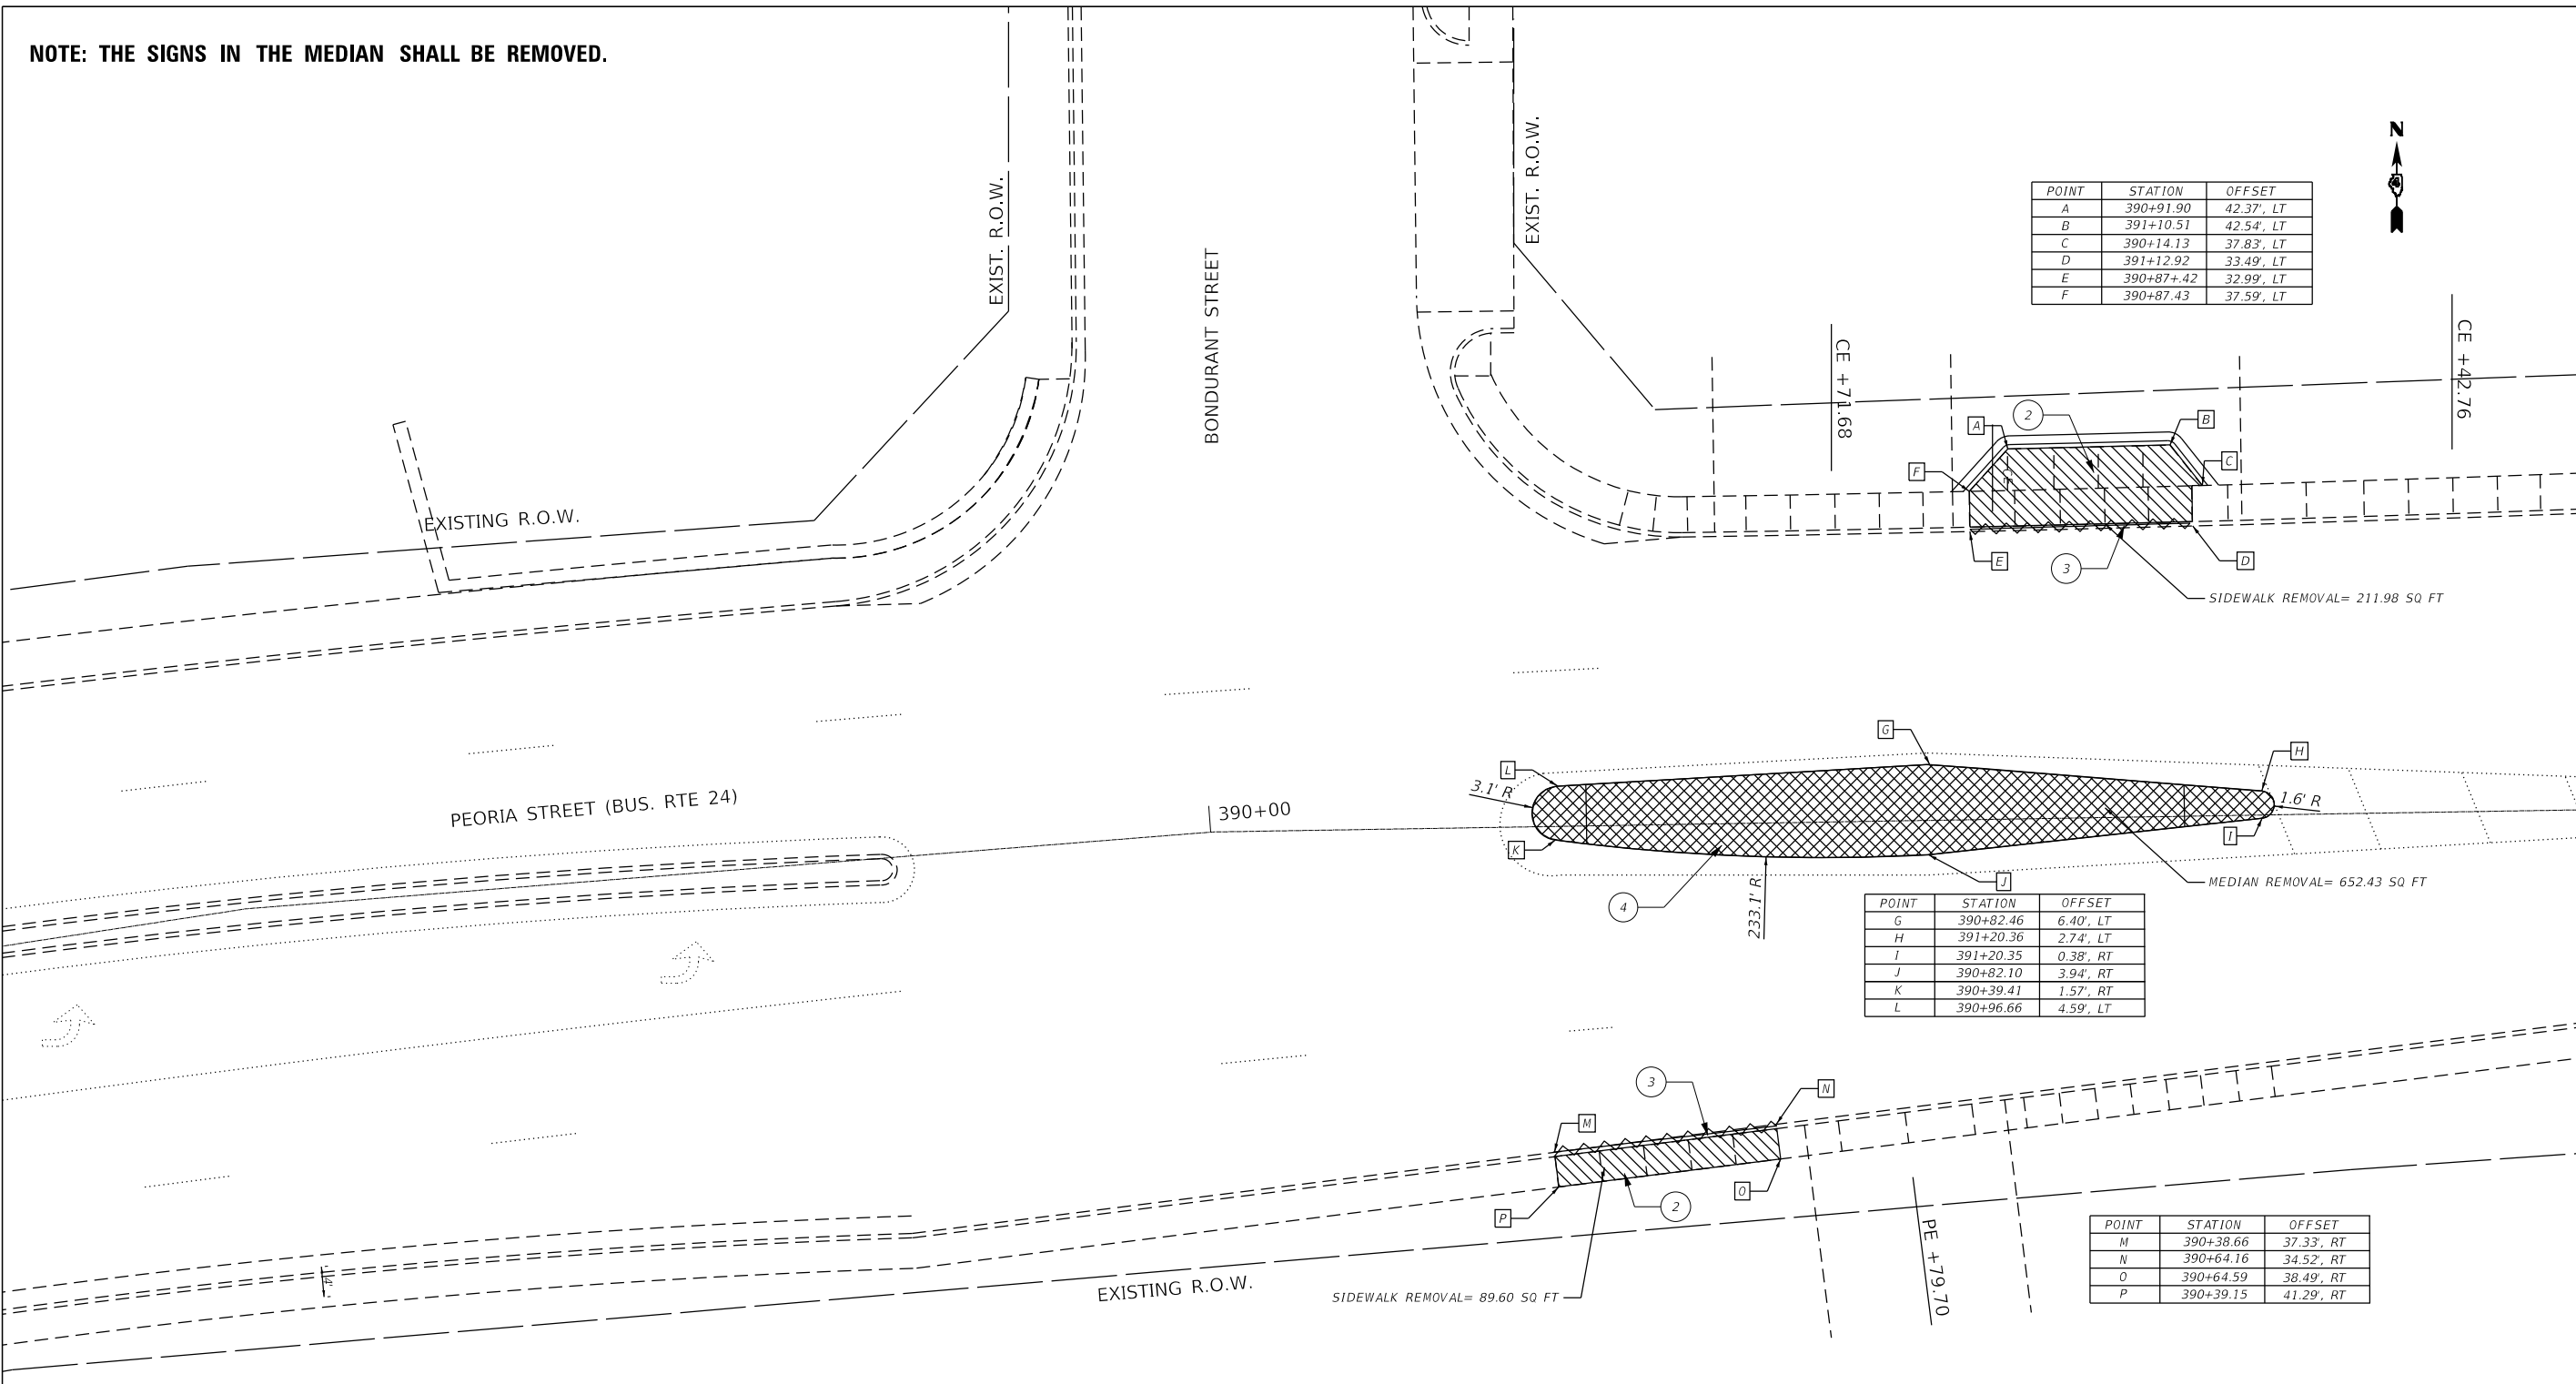 NOTE: THE SIGNS IN THE MEDIAN SHALL BE REMOVED.
N
EXIST. R.O.W.
EXIST. R.O.W.
BONDURANT STREET
POINT STATION OFFSET
A 390+91.90 42.37', LT
B 391+10.51 42.54', LT
C 390+14.13 37.83', LT
D 391+12.92 33.49', LT
E 390+87+.42 32.99', LT
F 390+87.43 37.59', LT
CE +71.68
CE +42.76
EXISTING R.O.W.
A
2
B
F
C
E
3
D
SIDEWALK REMOVAL= 211.98 SQ FT
PEORIA STREET (BUS. RTE 24)
390+00
G
H
L
3.1' R
1.6' R
K
I
J
4
233.1' R
MEDIAN REMOVAL= 652.43 SQ FT
POINT STATION OFFSET
G 390+82.46 6.40', LT
H 391+20.36 2.74', LT
I 391+20.35 0.38', RT
J 390+82.10 3.94', RT
K 390+39.41 1.57', RT
L 390+96.66 4.59', LT
3
N
M
O
P
2
PE +79.70
EXISTING R.O.W.
SIDEWALK REMOVAL= 89.60 SQ FT
POINT STATION OFFSET
M 390+38.66 37.33', RT
N 390+64.16 34.52', RT
O 390+64.59 38.49', RT
P 390+39.15 41.29', RT